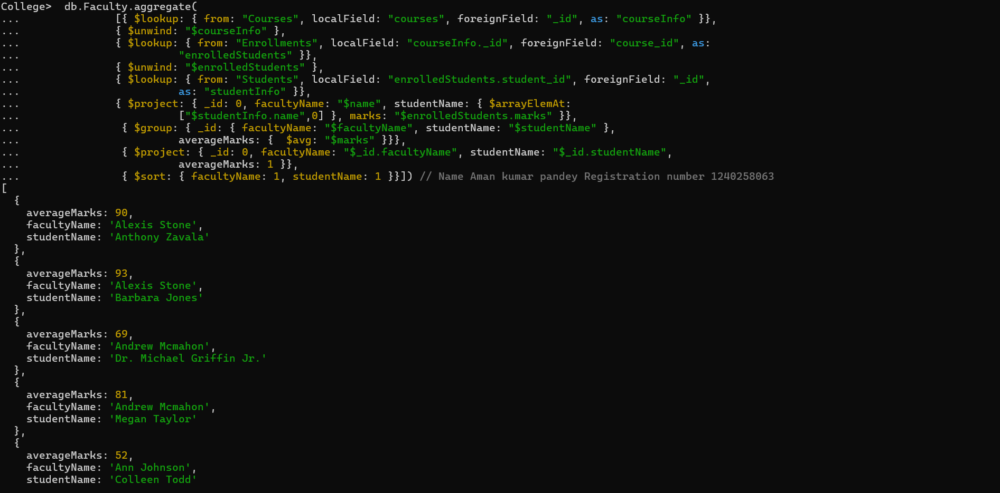 College>  db.Faculty.aggregate(
...               [{ $lookup: { from: "Courses", localField: "courses", foreignField: "_id", as: "courseInfo" }},
...               { $unwind: "$courseInfo" },
...               { $lookup: { from: "Enrollments", localField: "courseInfo._id", foreignField: "course_id", as:
...                         "enrolledStudents" }},
...               { $unwind: "$enrolledStudents" },
...               { $lookup: { from: "Students", localField: "enrolledStudents.student_id", foreignField: "_id",
...                         as: "studentInfo" }},
...               { $project: { _id: 0, facultyName: "$name", studentName: { $arrayElemAt:
...                         ["$studentInfo.name",0] }, marks: "$enrolledStudents.marks" }},
...                { $group: { _id: { facultyName: "$facultyName", studentName: "$studentName" },
...                         averageMarks: {  $avg: "$marks" }}},
...                { $project: { _id: 0, facultyName: "$_id.facultyName", studentName: "$_id.studentName",
...                         averageMarks: 1 }},
...                { $sort: { facultyName: 1, studentName: 1 }}]) // Name Aman kumar pandey Registration number 1240258063
[
  {
    averageMarks: 90,
    facultyName: 'Alexis Stone',
    studentName: 'Anthony Zavala'
  },
  {
    averageMarks: 93,
    facultyName: 'Alexis Stone',
    studentName: 'Barbara Jones'
  },
  {
    averageMarks: 69,
    facultyName: 'Andrew Mcmahon',
    studentName: 'Dr. Michael Griffin Jr.'
  },
  {
    averageMarks: 81,
    facultyName: 'Andrew Mcmahon',
    studentName: 'Megan Taylor'
  },
  {
    averageMarks: 52,
    facultyName: 'Ann Johnson',
    studentName: 'Colleen Todd'